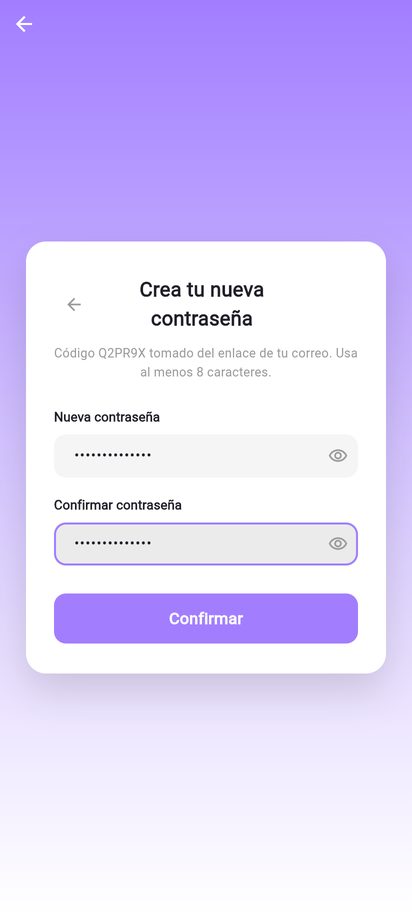 Crea tu nueva
contraseña
Código Q2PR9X tomado del enlace de tu correo. Usa
al menos 8 caracteres.
Nueva contraseña
••••••••••••••
Confirmar contraseña
••••••••••••••
Confirmar